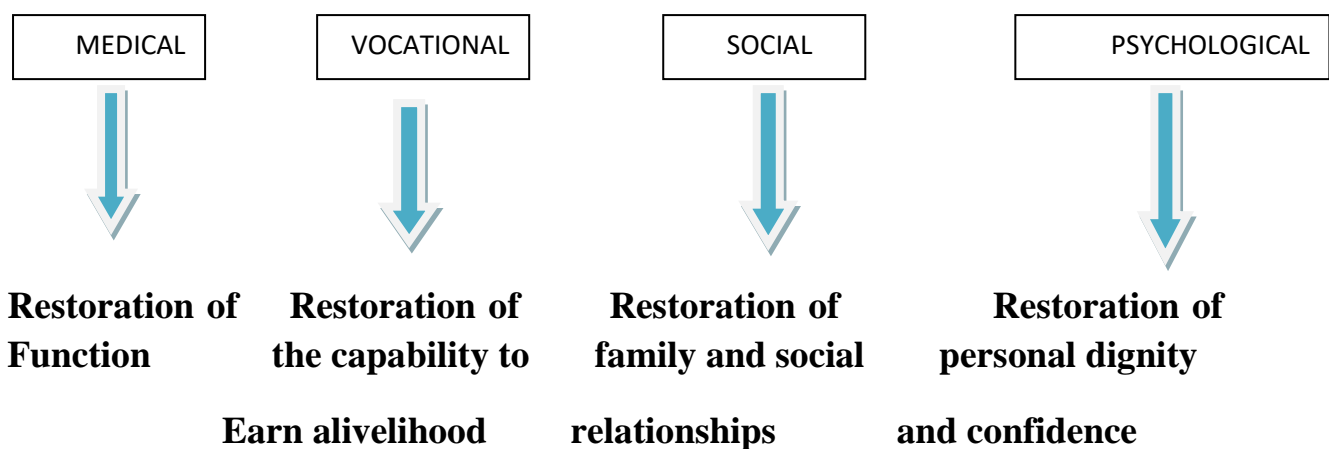 MEDICAL VOCATIONAL SOCIAL PSYCHOLOGICAL
Restoration of Restoration of Restoration of Restoration of
Function the capability to family and social personal dignity
Earn alivelihood relationships and confidence